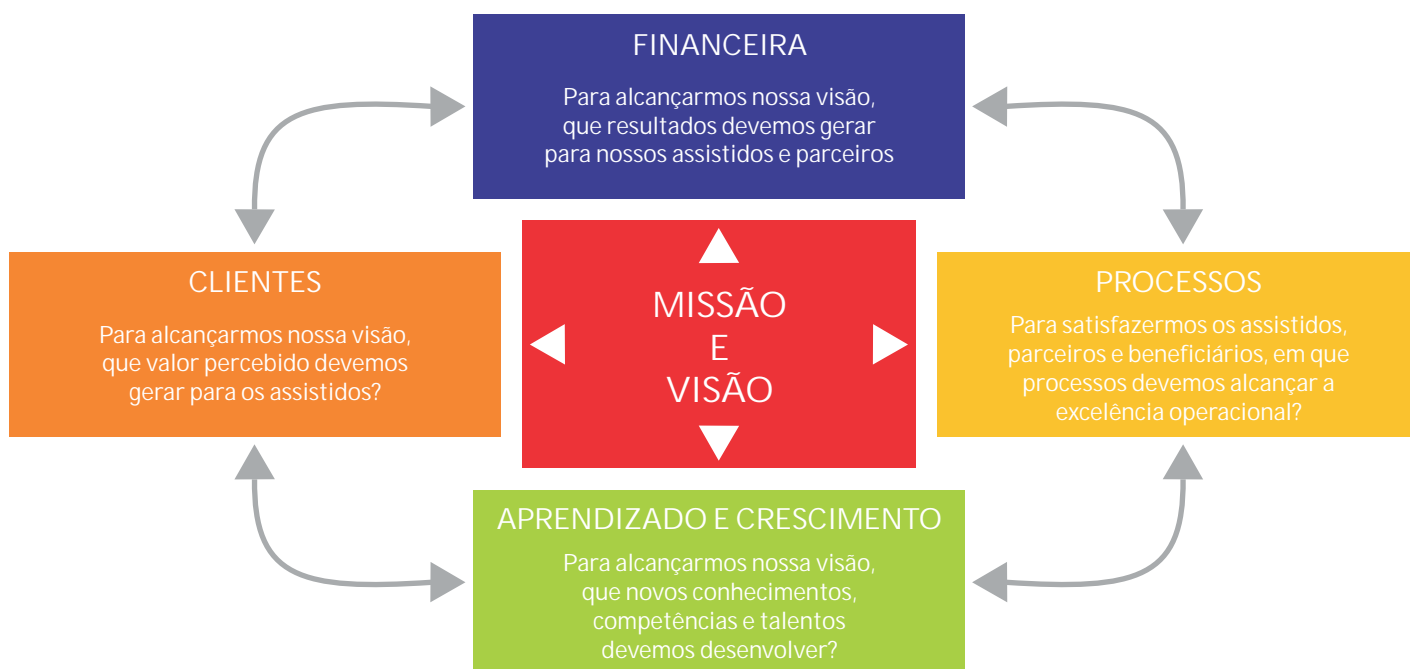 FINANCEIRA
Para alcançarmos nossa visão,
que resultados devemos gerar
para nossos assistidos e parceiros
CLIENTES
Para alcançarmos nossa visão,
que valor percebido devemos
gerar para os assistidos?
MISSÃO
E
VISÃO
PROCESSOS
Para satisfazermos os assistidos,
parceiros e beneficiários, em que
processos devemos alcançar a
excelência operacional?
APRENDIZADO E CRESCIMENTO
Para alcançarmos nossa visão,
que novos conhecimentos,
competências e talentos
devemos desenvolver?